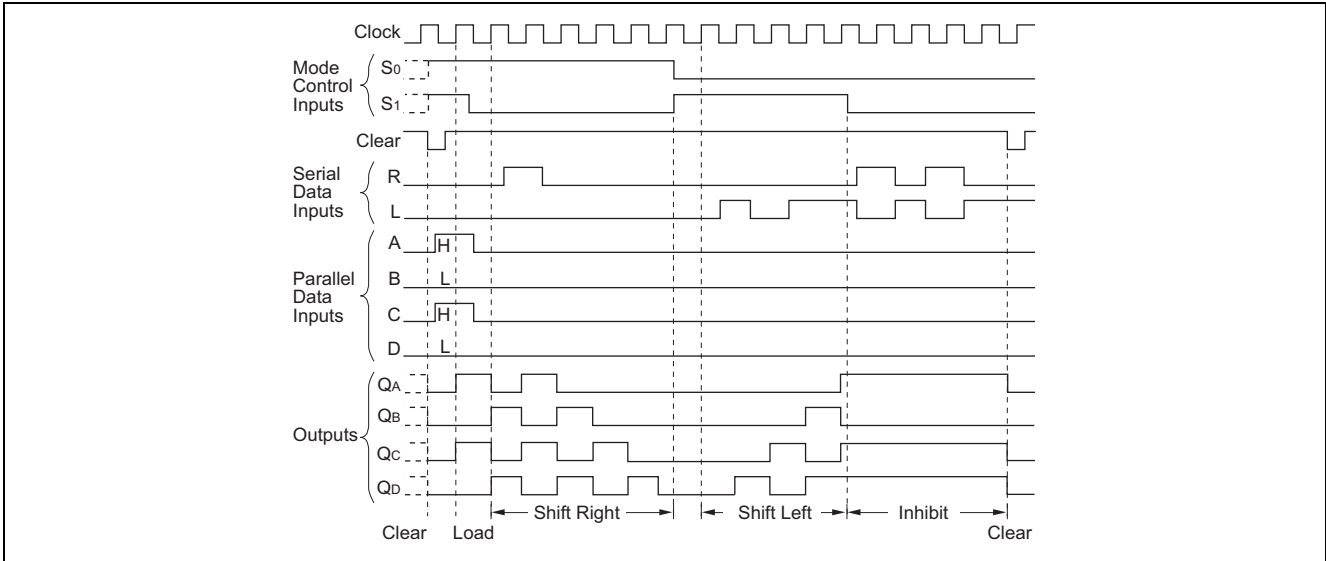 Clock
Mode
Control
Inputs
S0
S1
Clear
Serial
Data
Inputs
R
L
Parallel
Data
Inputs
A
H
B
L
C
H
D
L
Outputs
QA
QB
QC
QD
Shift Right
Shift Left
Inhibit
Clear
Load
Clear